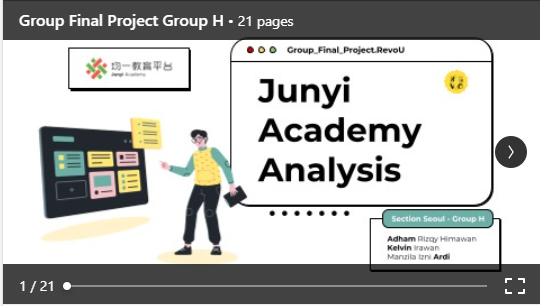 Group Final Project Group H • 21 pages
均一教育平台
Junyi Academy
Group_Final_Project.RevoU
Junyi
Academy
Analysis
Section Seoul - Group H
Adham Rizqy Himawan
Kelvin Irawan
Manzila Izni Ardi
1 / 21